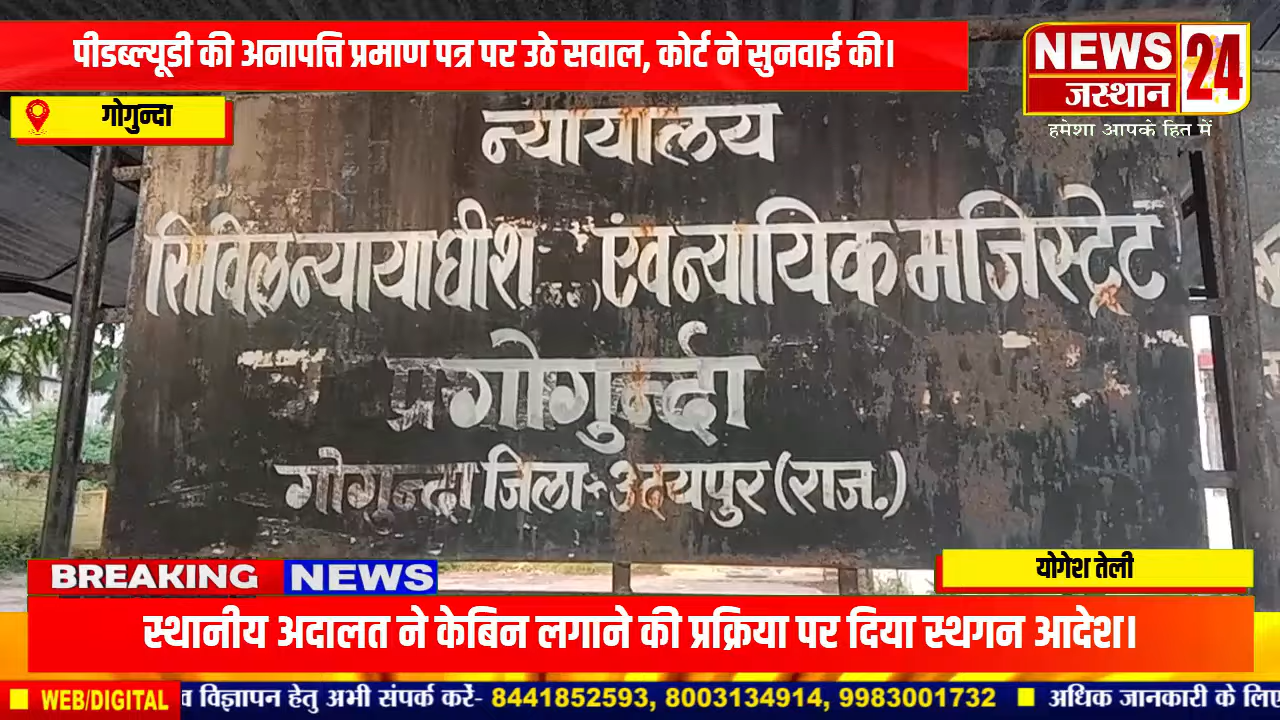 पीडब्ल्यूडी की अनापत्ति प्रमाण पत्र पर उठे सवाल, कोर्ट ने सुनवाई की।
NEWS 24
जस्थान
हमेशा आपके हित में
गोगुन्दा
न्यायालय
सिविल न्यायाधीश एंव न्यायिक मजिस्ट्रेट
गोगुन्दा
गोगुन्दा जिला- उदयपुर (राज.)
BREAKING NEWS
योगेश तेली
स्थानीय अदालत ने केबिन लगाने की प्रक्रिया पर दिया स्थगन आदेश।
WEB/DIGITAL व विज्ञापन हेतु अभी संपर्क करें- 8441852593, 8003134914, 9983001732 अधिक जानकारी के लिए